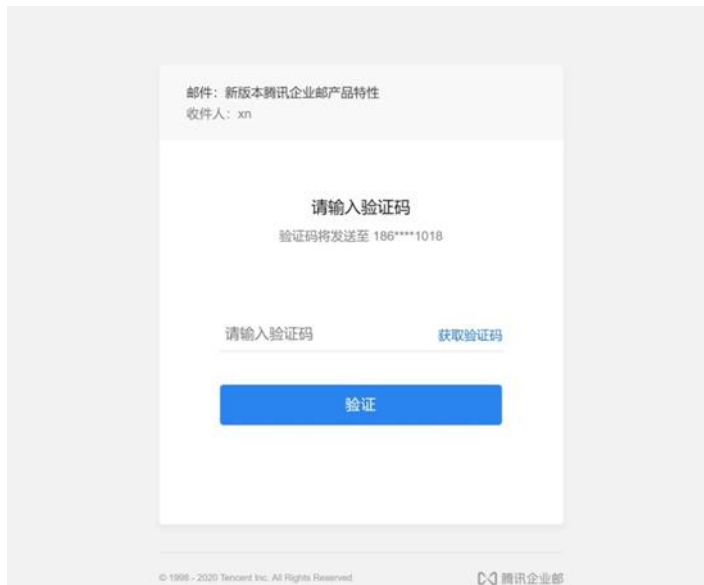 邮件：新版本腾讯企业邮产品特性
收件人：xn
请输入验证码
验证码将发送至 186****1018
请输入验证码 获取验证码
验证
© 1998 - 2020 Tencent Inc. All Rights Reserved. 腾讯企业邮